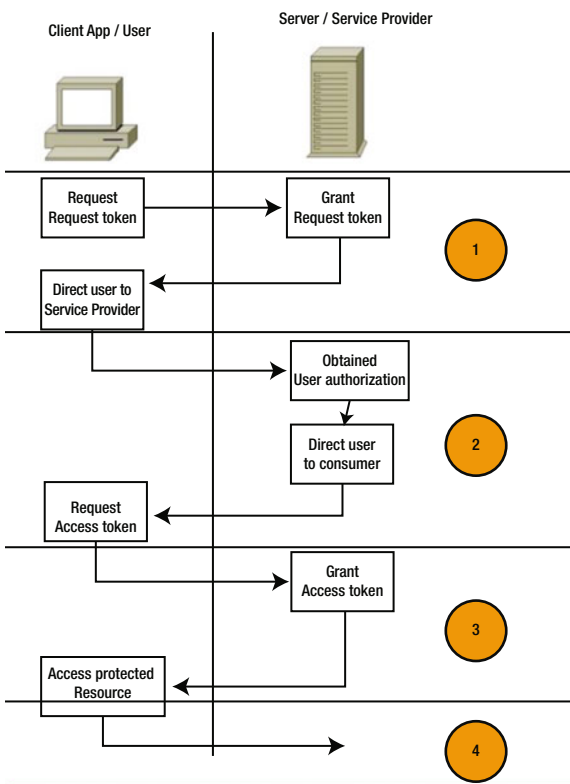 Client App / User
Server / Service Provider
Request
Request token
Grant
Request token
1
Direct user to
Service Provider
Obtained
User authorization
2
Direct user
to consumer
Request
Access token
Grant
Access token
3
Access protected
Resource
4